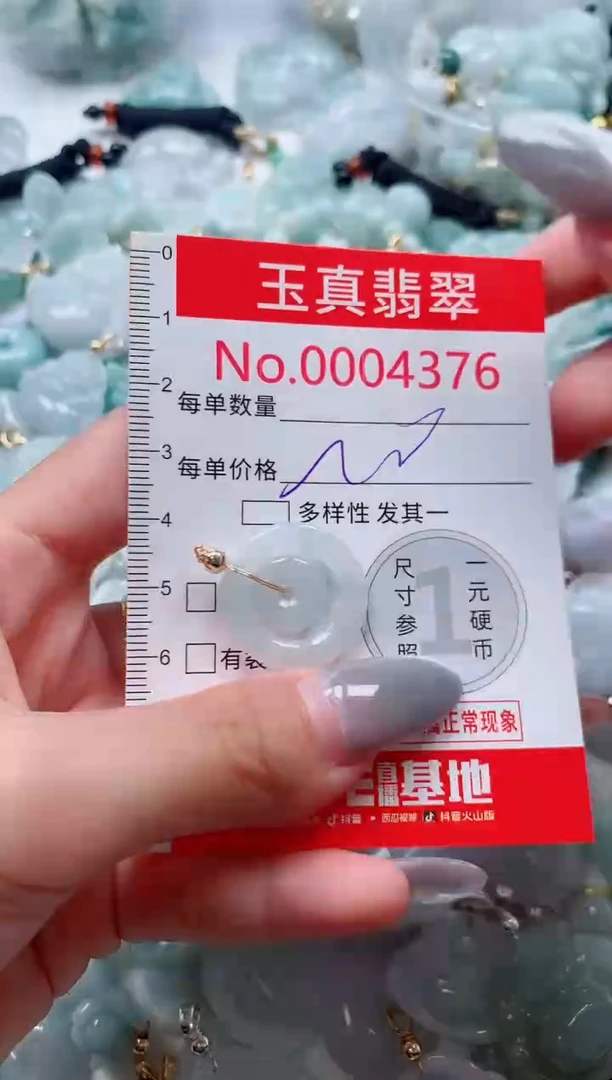 0
1
2
3
4
5
6
玉真翡翠
No.0004376
每单数量
每单价格
多样性 发其一
尺寸参照
1
一元硬币
有
正常现象
直播基地
抖音 西瓜视频 抖音火山版